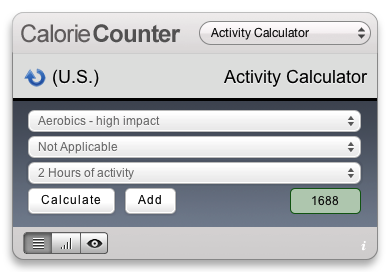 CalorieCounter Activity Calculator
(U.S.) Activity Calculator
Aerobics - high impact
Not Applicable
2 Hours of activity
Calculate Add 1688
i